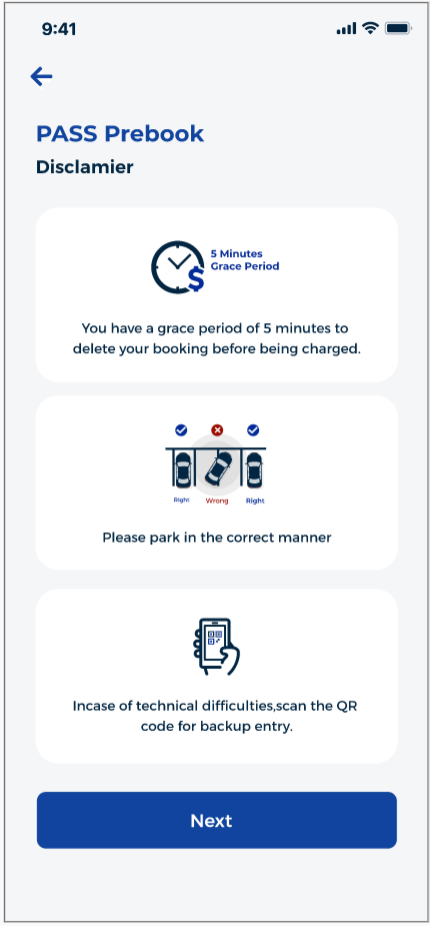 9:41
PASS Prebook
Disclamier
5 Minutes
Grace Period
$
You have a grace period of 5 minutes to
delete your booking before being charged.
Right Wrong Right
Please park in the correct manner
Incase of technical difficulties,scan the QR
code for backup entry.
Next